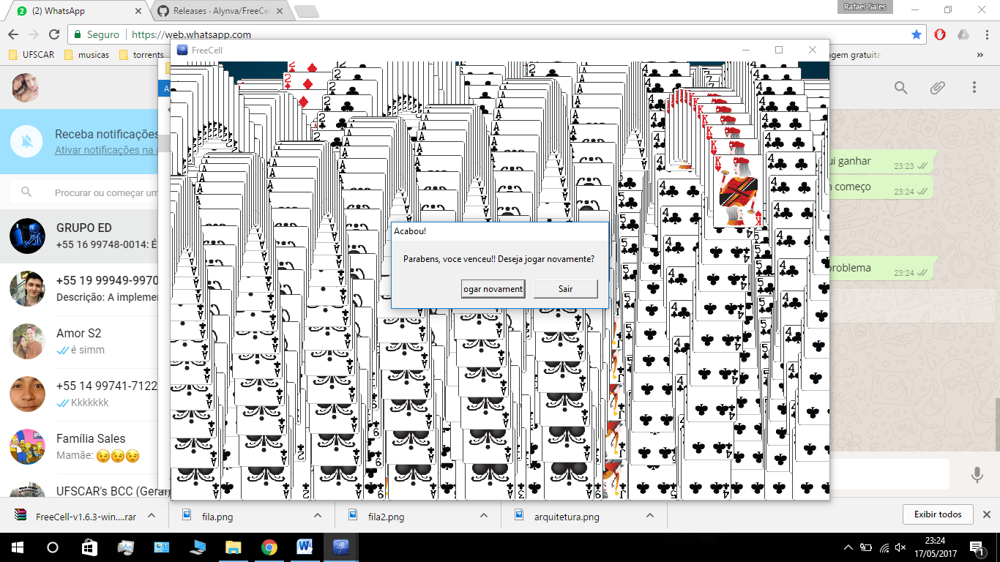 (2) WhatsApp
Releases · Alynva/FreeCel
Rafael Sales
Seguro
https://web.whatsapp.com
UFSCAR
musicas
torrents
agem gratuita
»
FreeCell
Receba notificações
Ativar notificações na a
Procurar ou começar um
GRUPO ED
+55 16 99748-0014: É
+55 19 99949-9970
Descrição: A implemen
Amor S2
é simm
+55 14 99741-7122
Kkkkkkk
Família Sales
Mamãe: 😉😉😉
UFSCAR's BCC (Geral
ui ganhar
23:23
começo
23:24
problema
23:24
Acabou!
Parabens, voce venceu!! Deseja jogar novamente?
ogar novament
Sair
FreeCell-v1.6.3-win....rar
fila.png
fila2.png
arquitetura.png
Exibir todos
23:24
17/05/2017
1